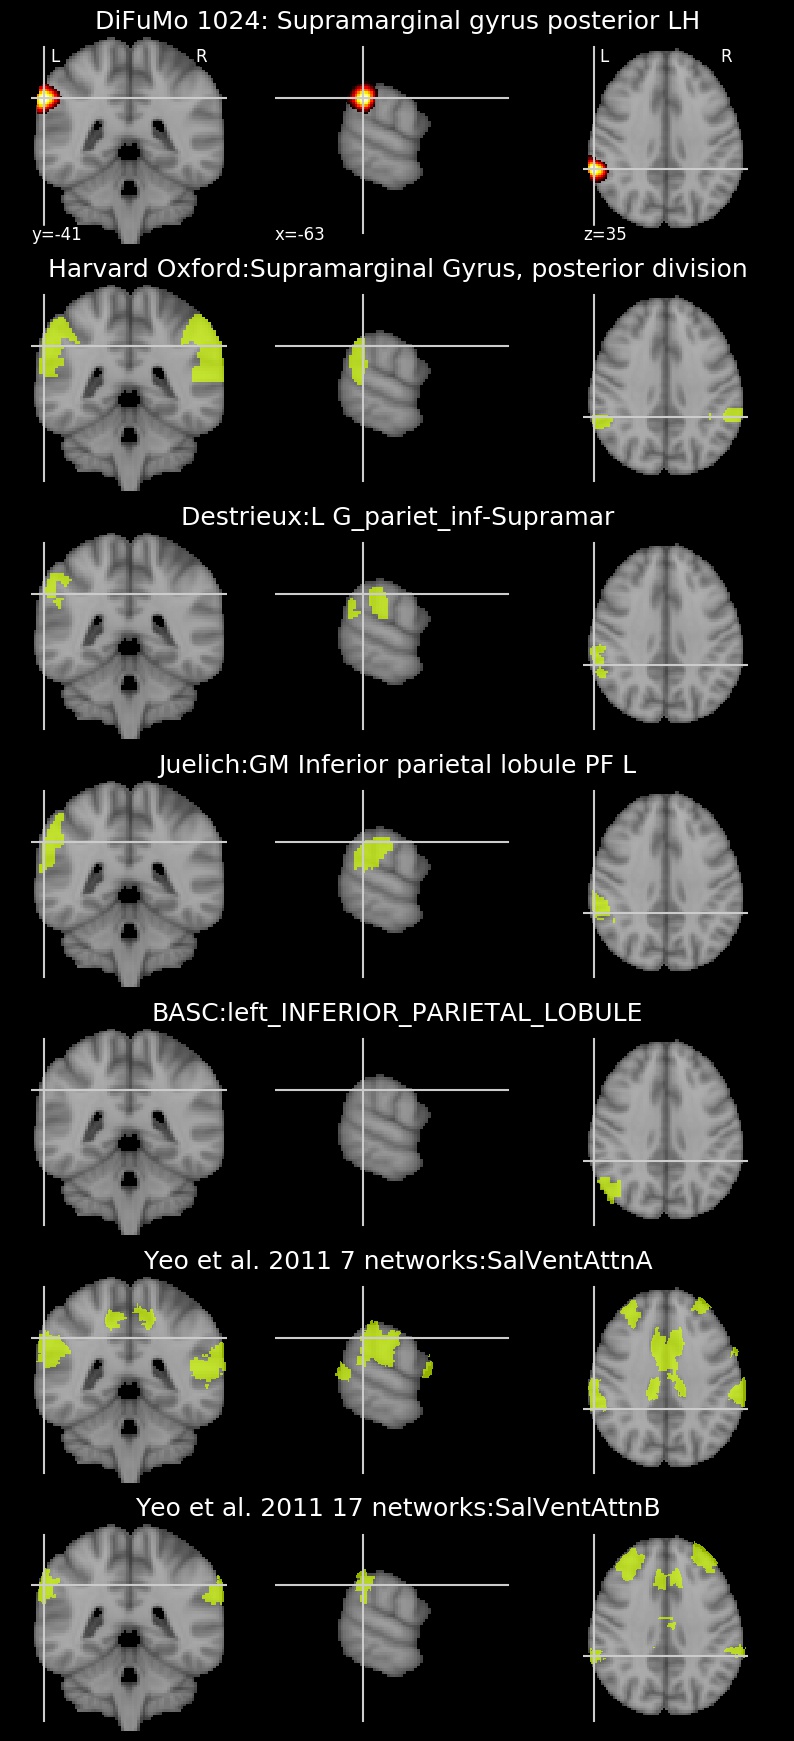 DiFuMo 1024: Supramarginal gyrus posterior LH
L R L R
y=-41 x=-63 z=35
Harvard Oxford:Supramarginal Gyrus, posterior division
Destrieux:L G_pariet_inf-Supramar
Juelich:GM Inferior parietal lobule PF L
BASC:left_INFERIOR_PARIETAL_LOBULE
Yeo et al. 2011 7 networks:SalVentAttnA
Yeo et al. 2011 17 networks:SalVentAttnB